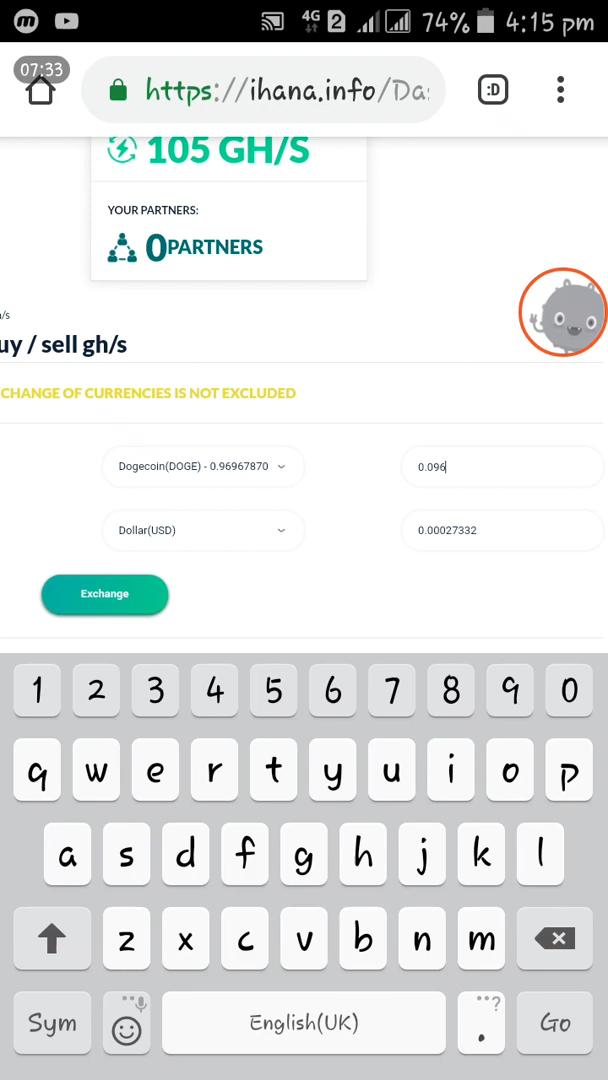 4G 2 74% 4:15 pm
07:33
https://ihana.info/Da
:D
105 GH/S
YOUR PARTNERS:
0 PARTNERS
h/s
uy / sell gh/s
CHANGE OF CURRENCIES IS NOT EXCLUDED
Dogecoin(DOGE) - 0.96967870 0.096
Dollar(USD) 0.00027332
Exchange
1 2 3 4 5 6 7 8 9 0
q w e r t y u i o p
a s d f g h j k l
z x c v b n m
Sym English(UK) . ? Go